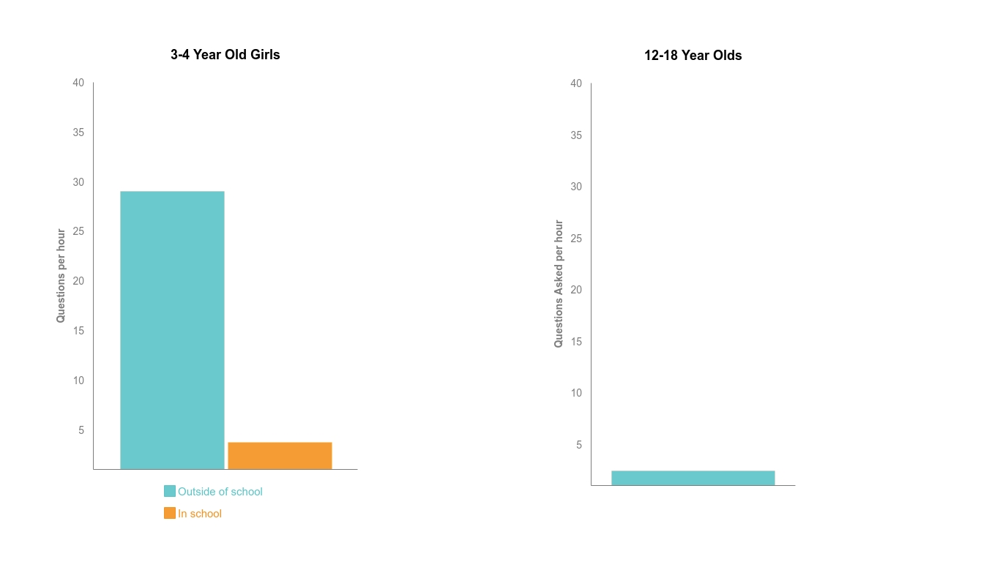 3-4 Year Old Girls
40
35
30
25
20
15
10
5
Questions per hour
Outside of school
In school
12-18 Year Olds
40
35
30
25
20
15
10
5
Questions Asked per hour